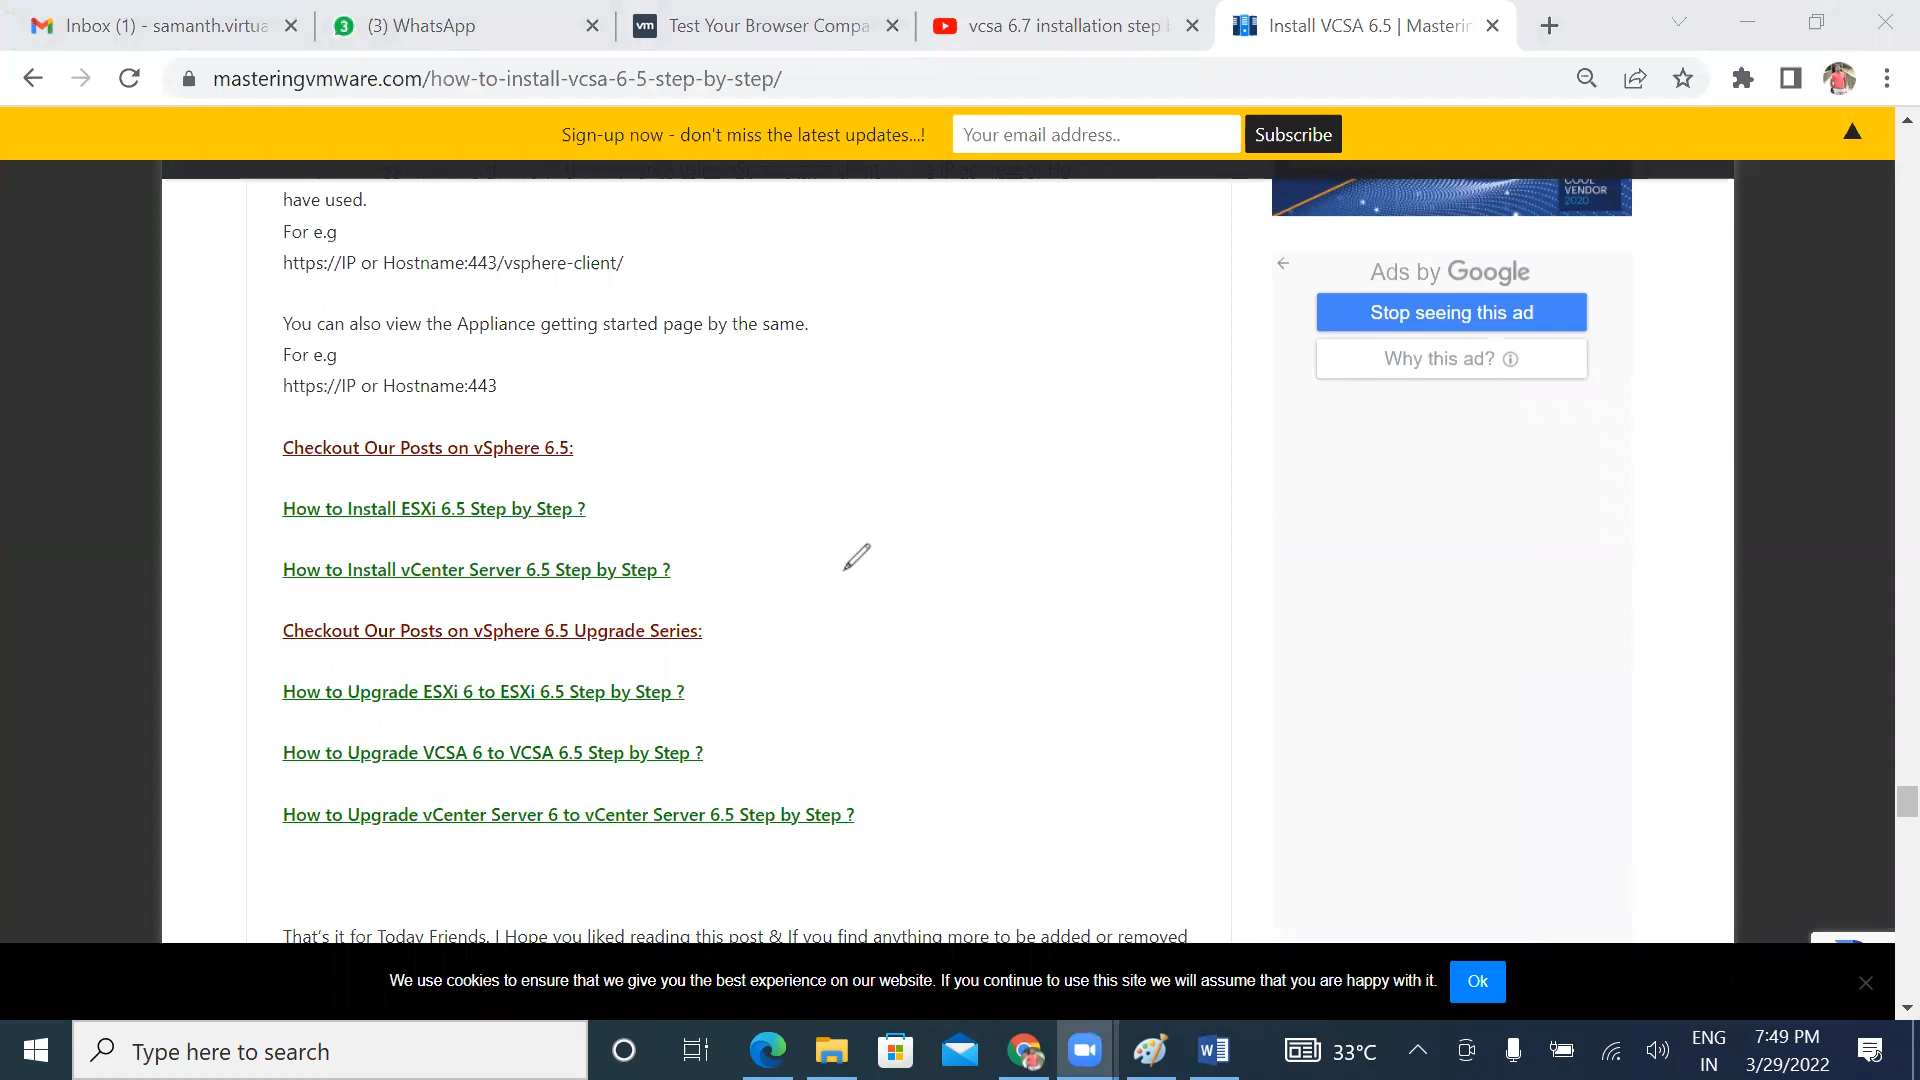 Inbox (1) - samanth.virtua
3
(3) WhatsApp
vm
Test Your Browser Compa
vcsa 6.7 installation step
Install VCSA 6.5 | Masterin
masteringvmware.com/how-to-install-vcsa-6-5-step-by-step/
Sign-up now - don't miss the latest updates...!
Your email address..
Subscribe
COOL
VENDOR
2020
have used.
For e.g
https://IP or Hostname:443/vsphere-client/
You can also view the Appliance getting started page by the same.
For e.g
https://IP or Hostname:443
Ads by Google
Stop seeing this ad
Why this ad?
Checkout Our Posts on vSphere 6.5:
How to Install ESXi 6.5 Step by Step ?
How to Install vCenter Server 6.5 Step by Step ?
Checkout Our Posts on vSphere 6.5 Upgrade Series:
How to Upgrade ESXi 6 to ESXi 6.5 Step by Step ?
How to Upgrade VCSA 6 to VCSA 6.5 Step by Step ?
How to Upgrade vCenter Server 6 to vCenter Server 6.5 Step by Step ?
That's it for Today Friends. I Hope you liked reading this post & If you find anything more to be added or removed
We use cookies to ensure that we give you the best experience on our website. If you continue to use this site we will assume that you are happy with it.
Ok
Type here to search
33°C
ENG
IN
7:49 PM
3/29/2022